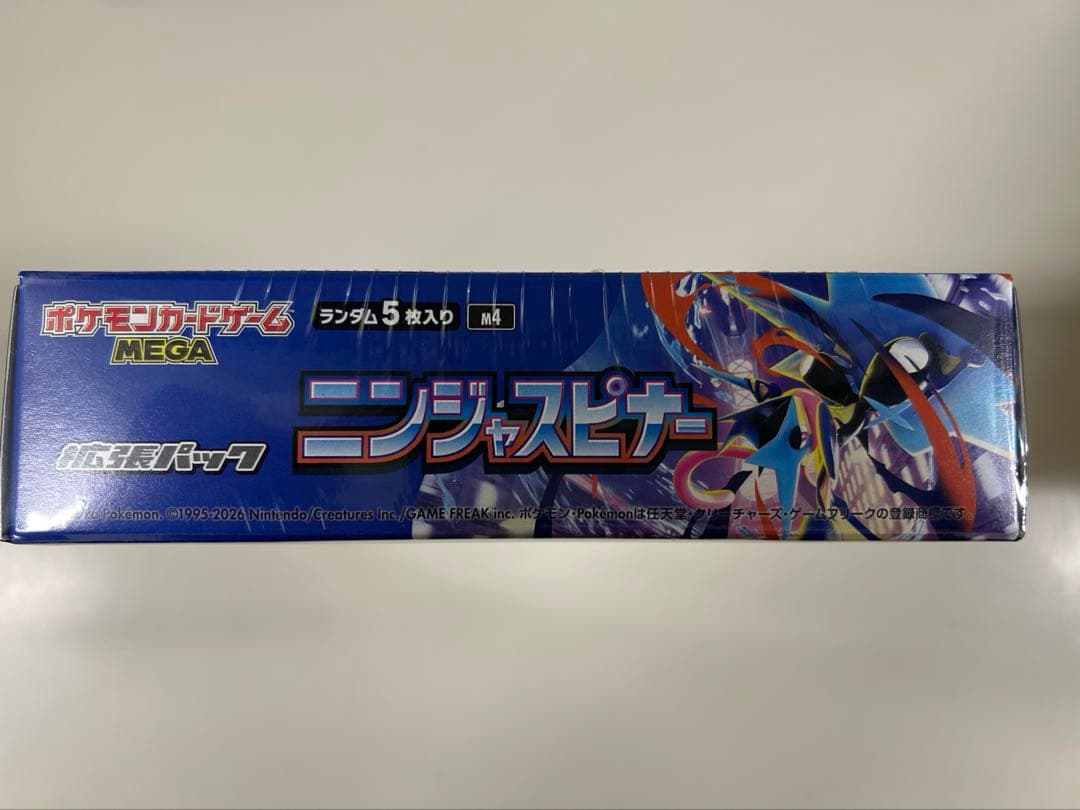 ポケモンカードゲーム
MEGA
ランダム5枚入り M4
拡張パック
ニンジャスピナー
Pokémon. ©1995-2026 Nintendo/Creatures Inc./GAME FREAK inc. ポケモン・Pokémonは任天堂・クリーチャーズ・ゲームフリークの登録商標です。